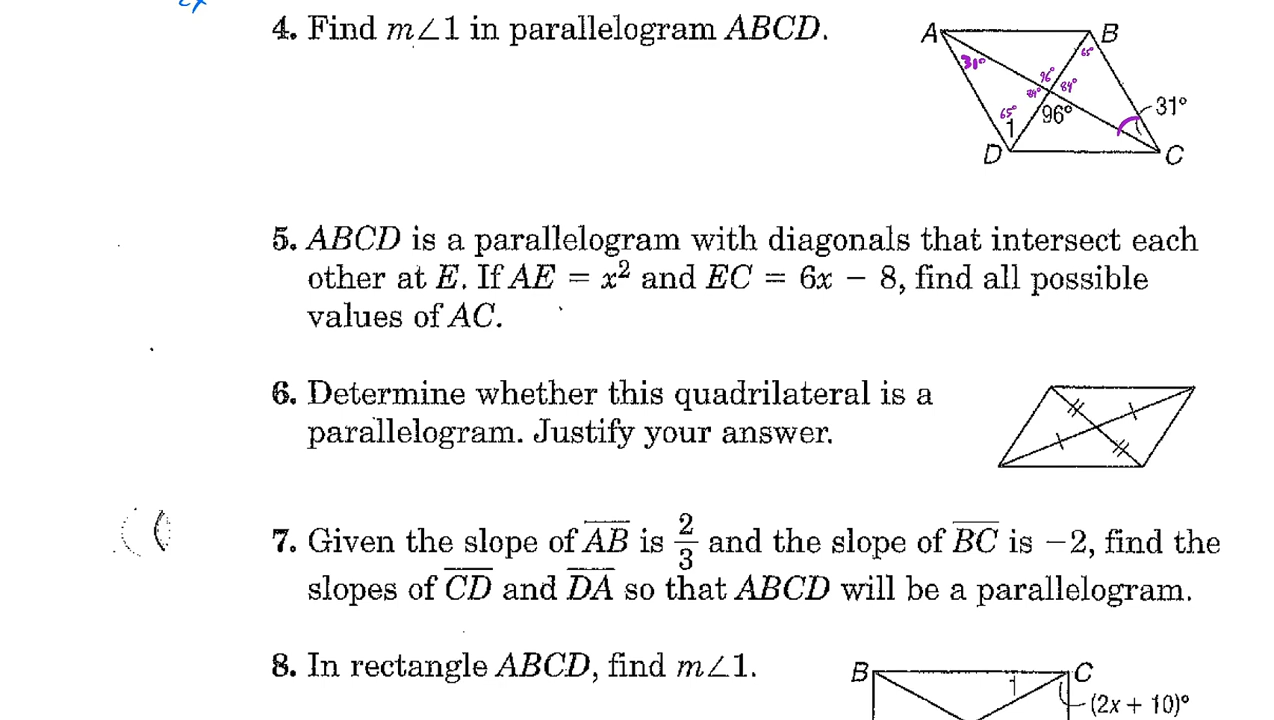 4. Find m∠1 in parallelogram ABCD.
A
B
31°
65°
96°
84°
84°
65°
1
96°
31°
D
C
5. ABCD is a parallelogram with diagonals that intersect each
other at E. If AE = x² and EC = 6x − 8, find all possible
values of AC.
6. Determine whether this quadrilateral is a
parallelogram. Justify your answer.
7. Given the slope of A̅B̅ is 2/3 and the slope of B̅C̅ is −2, find the
slopes of C̅D̅ and D̅A̅ so that ABCD will be a parallelogram.
8. In rectangle ABCD, find m∠1.
B
1
C
(2x + 10)°